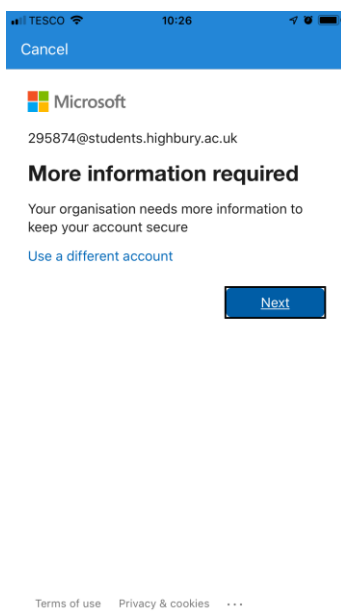 TESCO 10:26
Cancel
Microsoft
295874@students.highbury.ac.uk
More information required
Your organisation needs more information to
keep your account secure
Use a different account
Next
Terms of use Privacy & cookies ...